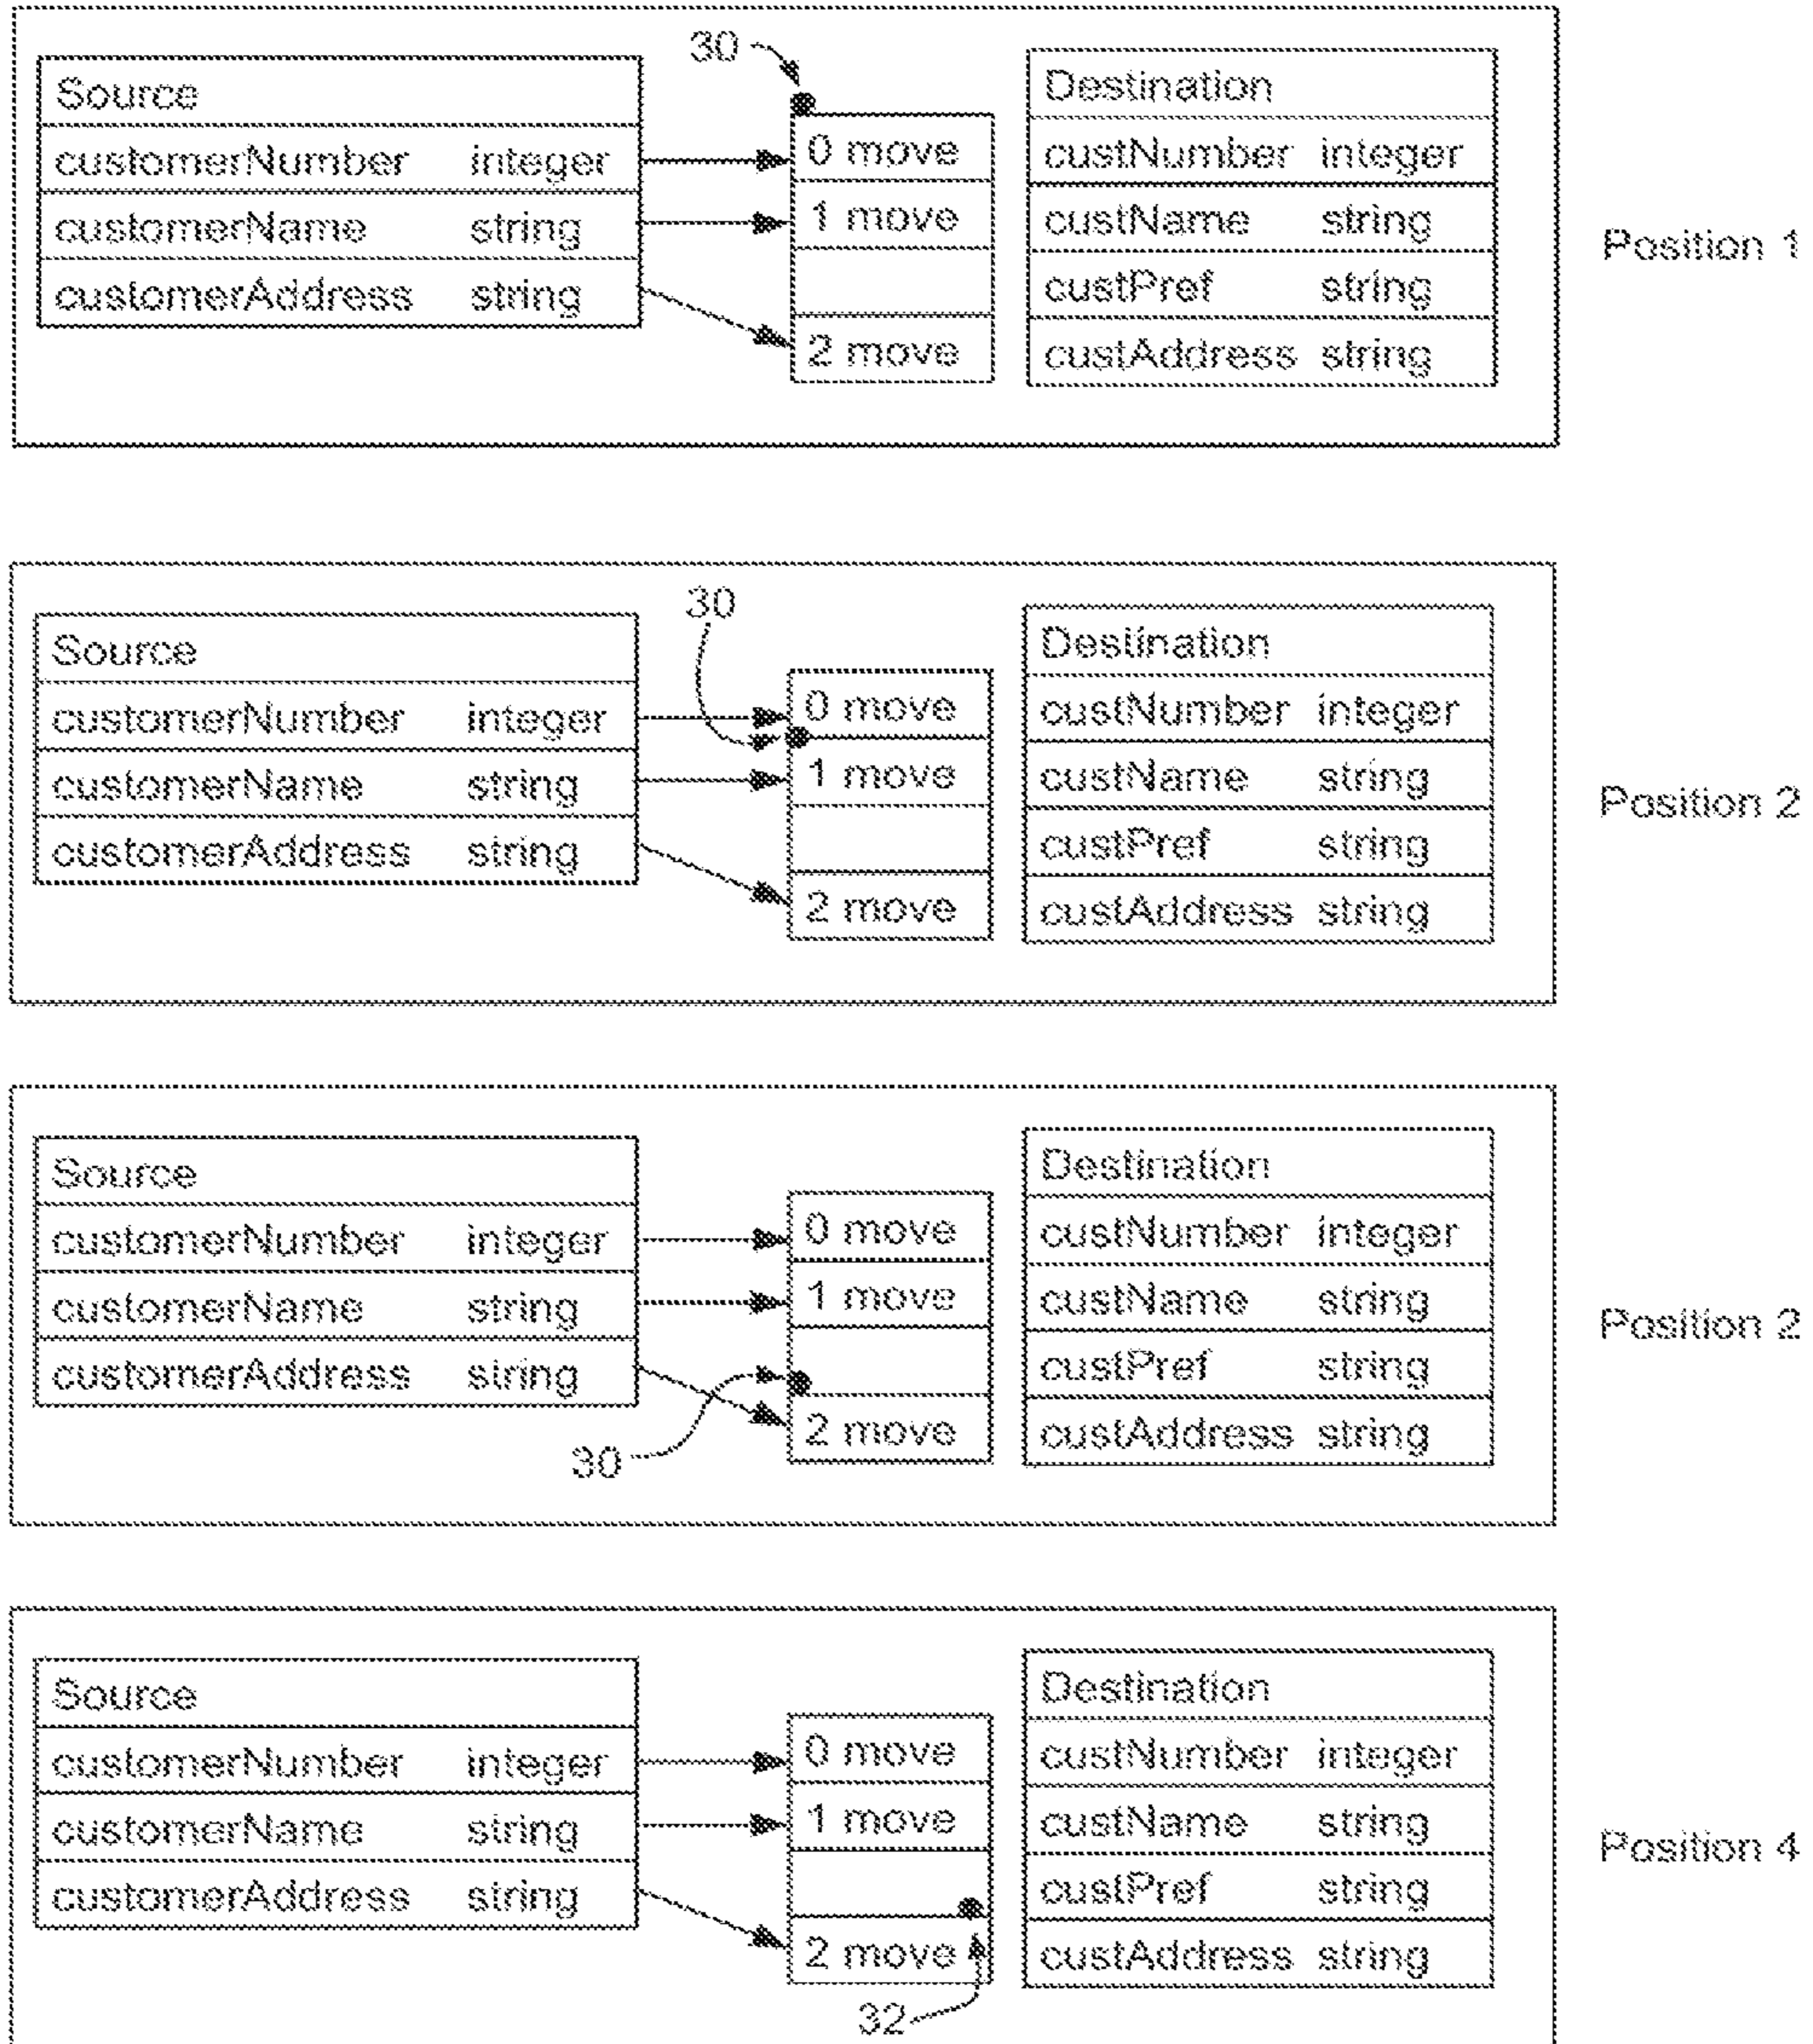 30
Source
Destination
customerNumber integer 0 move custNumber integer
customerName string 1 move custName string
Position 1
customerAddress string custPref string
2 move custAddress string
30
Source
Destination
customerNumber integer 0 move custNumber integer
customerName string 1 move custName string
Position 2
customerAddress string custPref string
2 move custAddress string
Source
Destination
customerNumber integer 0 move custNumber integer
customerName string 1 move custName string
Position 2
customerAddress string custPref string
2 move custAddress string
30
Source
Destination
customerNumber integer 0 move custNumber integer
customerName string 1 move custName string
Position 4
customerAddress string custPref string
2 move custAddress string
32